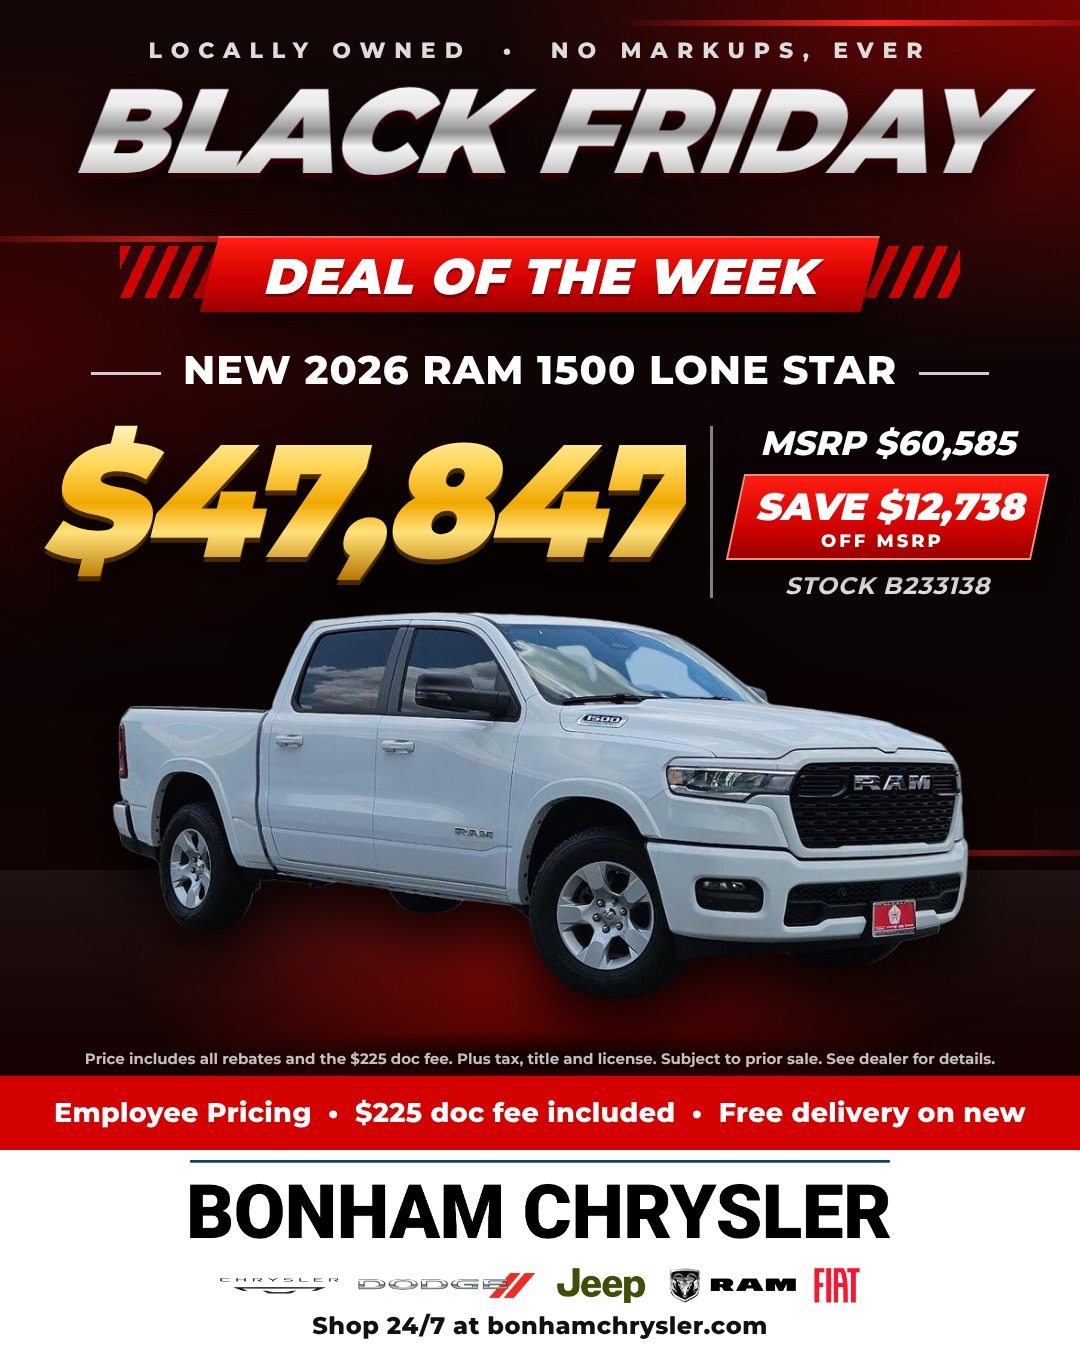 LOCALLY OWNED • NO MARKUPS, EVER
BLACK FRIDAY
DEAL OF THE WEEK
NEW 2026 RAM 1500 LONE STAR
$47,847
MSRP $60,585
SAVE $12,738
OFF MSRP
STOCK B233138
1500
RAM
RAM
Price includes all rebates and the $225 doc fee. Plus tax, title and license. Subject to prior sale. See dealer for details.
Employee Pricing • $225 doc fee included • Free delivery on new
BONHAM CHRYSLER
CHRYSLER DODGE Jeep RAM FIAT
Shop 24/7 at bonhamchrysler.com